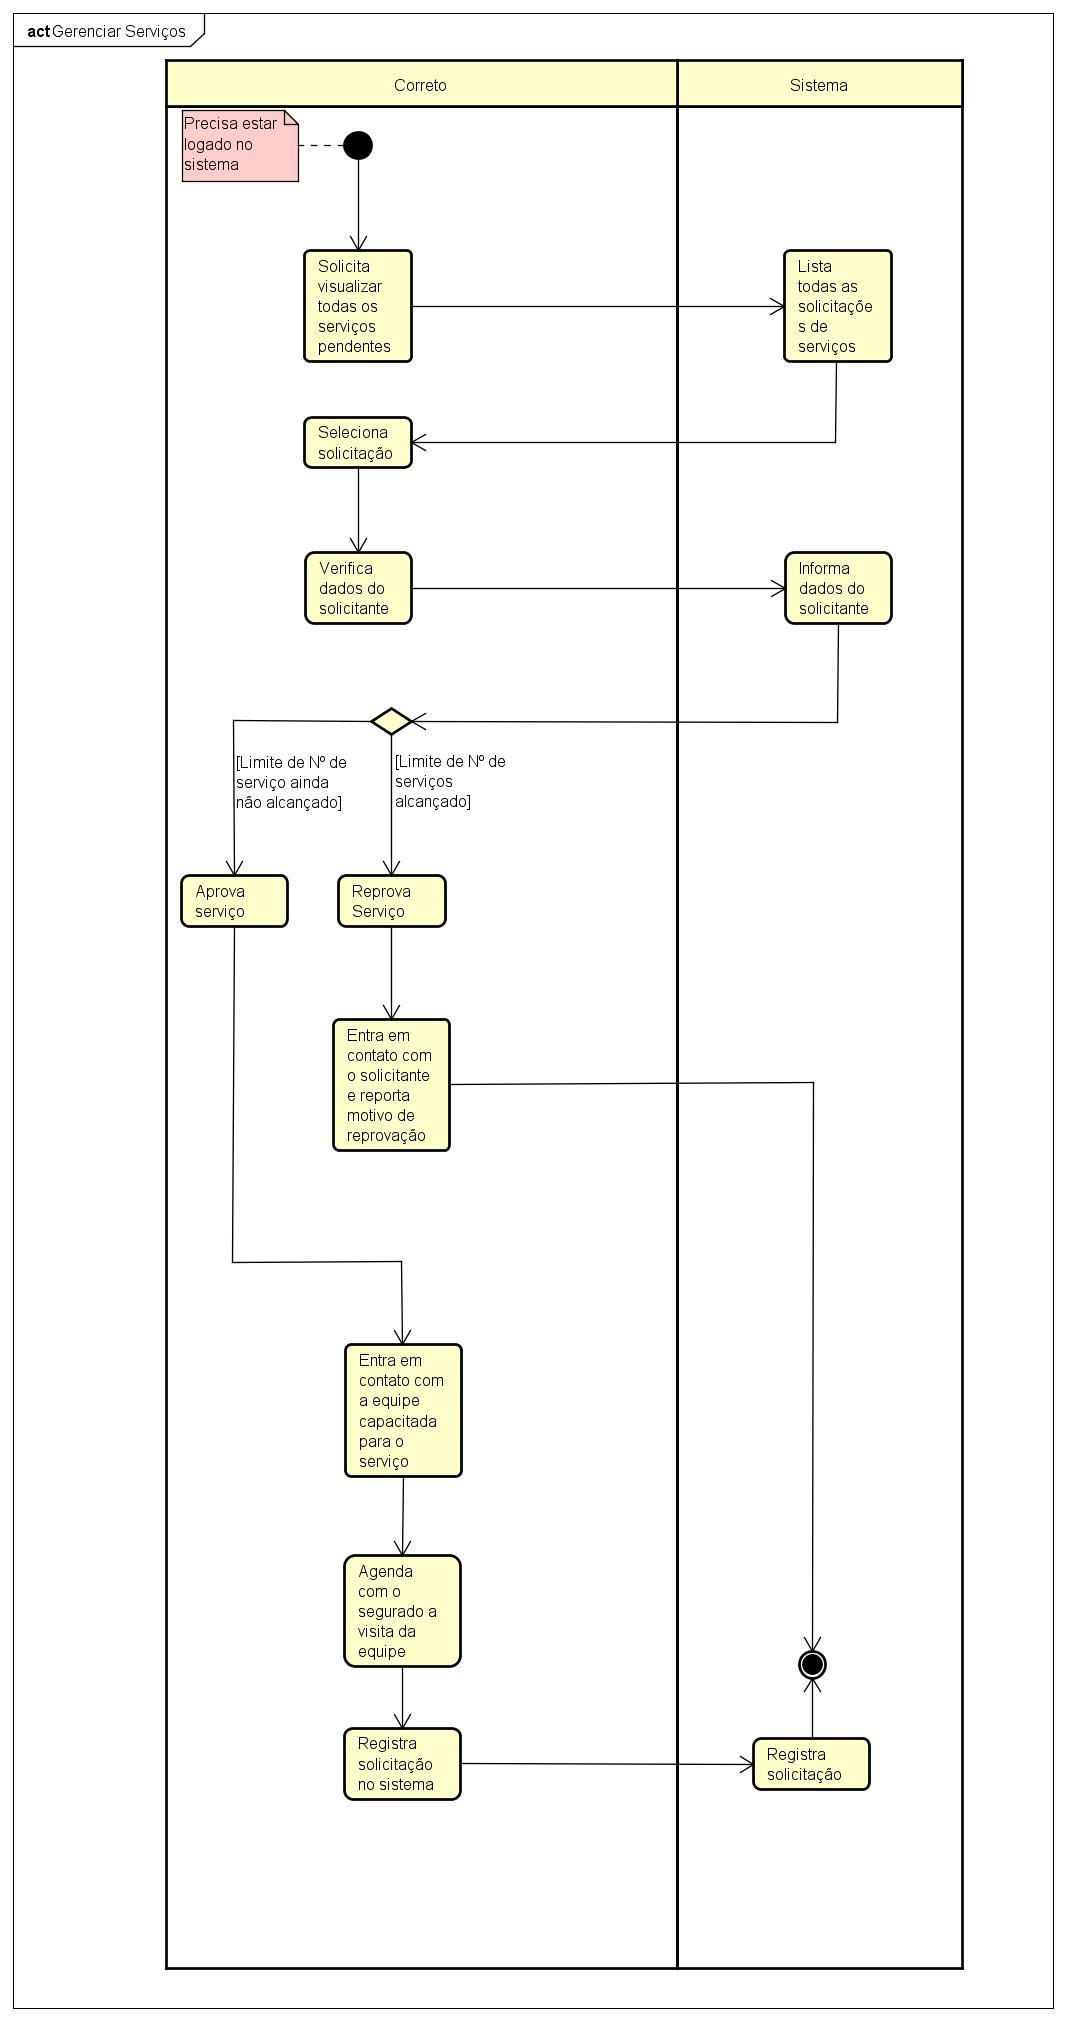 act Gerenciar Serviços
Correto
Sistema
Precisa estar
logado no
sistema
Solicita
visualizar
todas os
serviços
pendentes
Lista
todas as
solicitaçõe
s de
serviços
Seleciona
solicitação
Verifica
dados do
solicitante
Informa
dados do
solicitante
[Limite de Nº de
serviço ainda
não alcançado]
[Limite de Nº de
serviços
alcançado]
Aprova
serviço
Reprova
Serviço
Entra em
contato com
o solicitante
e reporta
motivo de
reprovação
Entra em
contato com
a equipe
capacitada
para o
serviço
Agenda
com o
segurado a
visita da
equipe
Registra
solicitação
no sistema
Registra
solicitação